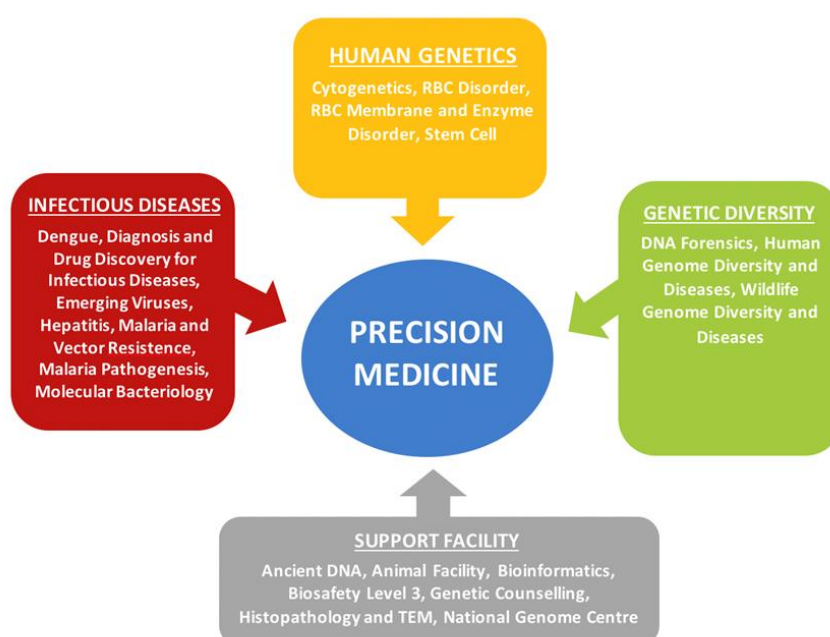 HUMAN GENETICS
Cytogenetics, RBC Disorder,
RBC Membrane and Enzyme
Disorder, Stem Cell
INFECTIOUS DISEASES
Dengue, Diagnosis and
Drug Discovery for
Infectious Diseases,
Emerging Viruses,
Hepatitis, Malaria and
Vector Resistence,
Malaria Pathogenesis,
Molecular Bacteriology
PRECISION
MEDICINE
GENETIC DIVERSITY
DNA Forensics, Human
Genome Diversity and
Diseases, Wildlife
Genome Diversity and
Diseases
SUPPORT FACILITY
Ancient DNA, Animal Facility, Bioinformatics,
Biosafety Level 3, Genetic Counselling,
Histopathology and TEM, National Genome Centre